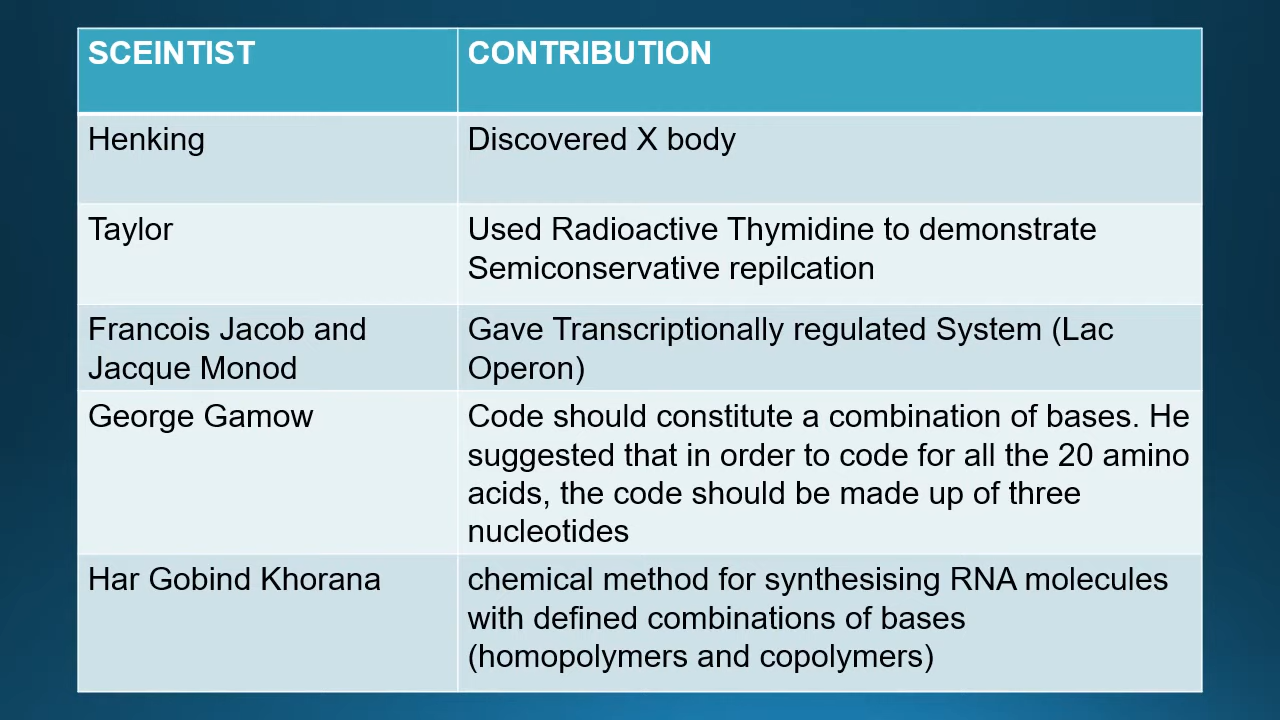 SCEINTIST
CONTRIBUTION
Henking
Discovered X body
Taylor
Used Radioactive Thymidine to demonstrate
Semiconservative repilcation
Francois Jacob and
Jacque Monod
Gave Transcriptionally regulated System (Lac
Operon)
George Gamow
Code should constitute a combination of bases. He
suggested that in order to code for all the 20 amino
acids, the code should be made up of three
nucleotides
Har Gobind Khorana
chemical method for synthesising RNA molecules
with defined combinations of bases
(homopolymers and copolymers)